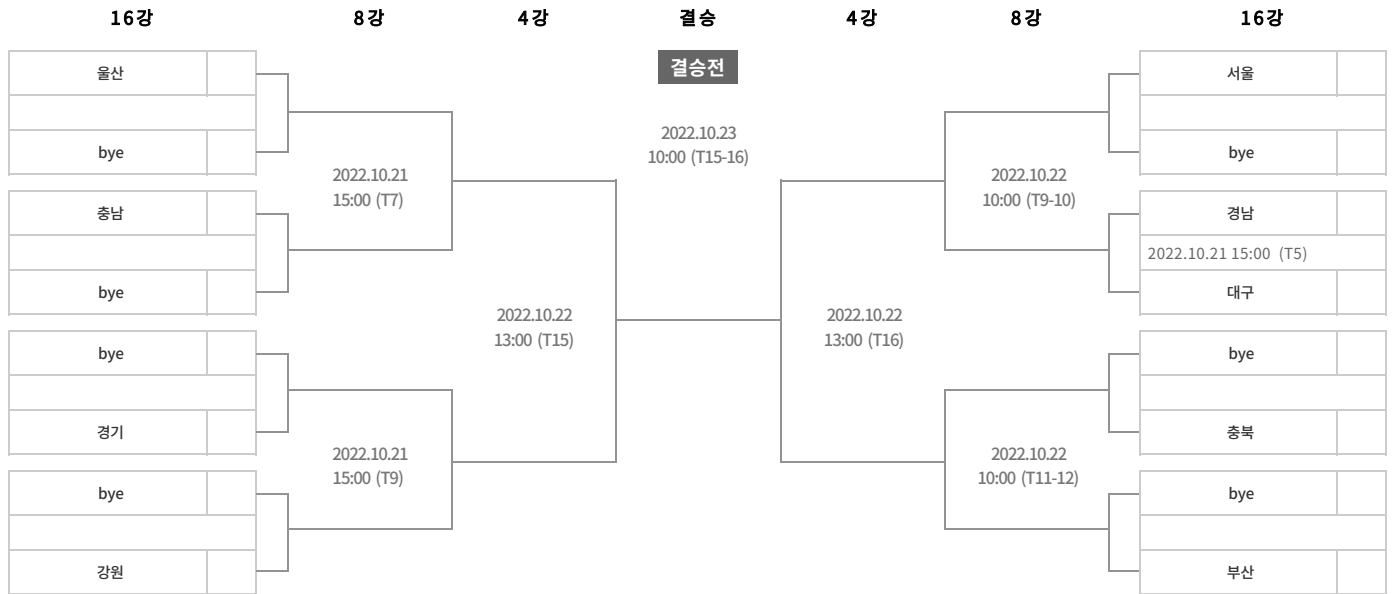 16강 8강 4강 결승 4강 8강 16강
결승전
울산
bye
충남
bye
bye
경기
bye
강원
2022.10.21
15:00 (T7)
2022.10.21
15:00 (T9)
2022.10.22
13:00 (T15)
2022.10.23
10:00 (T15-16)
2022.10.22
13:00 (T16)
2022.10.22
10:00 (T9-10)
2022.10.22
10:00 (T11-12)
서울
bye
경남
2022.10.21 15:00 (T5)
대구
bye
충북
bye
부산